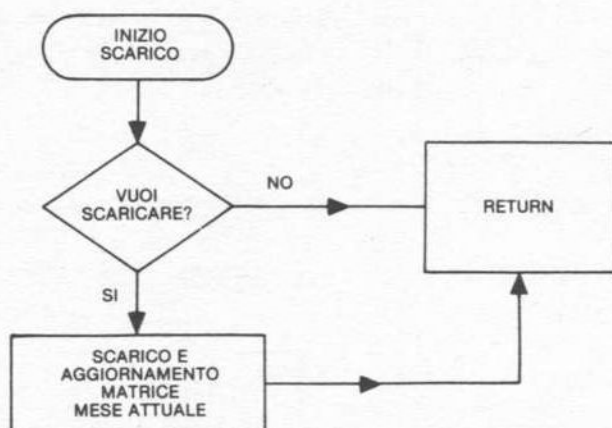 INIZIO
SCARICO
VUOI
SCARICARE?
NO
RETURN
SI
SCARICO E
AGGIORNAMENTO
MATRICE
MESE ATTUALE